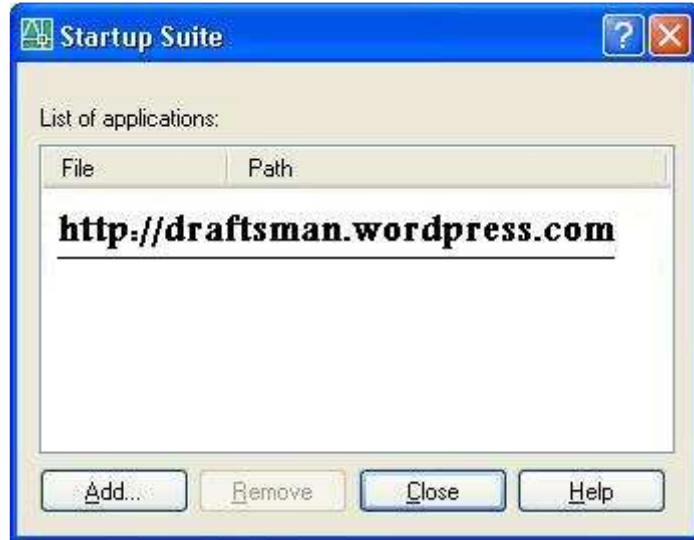 Startup Suite
List of applications:
File Path
http://draftsman.wordpress.com
Add... Remove Close Help